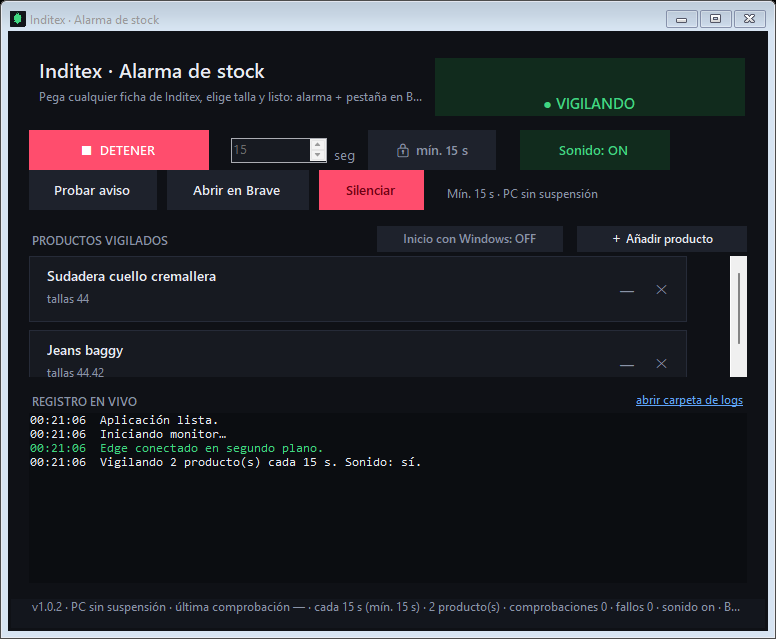 Inditex · Alarma de stock
Inditex · Alarma de stock
Pega cualquier ficha de Inditex, elige talla y listo: alarma + pestaña en B...
● VIGILANDO
DETENER
15
seg
mín. 15 s
Sonido: ON
Probar aviso
Abrir en Brave
Silenciar
Mín. 15 s · PC sin suspensión
PRODUCTOS VIGILADOS
Inicio con Windows: OFF
+ Añadir producto
Sudadera cuello cremallera
tallas 44
Jeans baggy
tallas 44.42
REGISTRO EN VIVO
abrir carpeta de logs
00:21:06 Aplicación lista.
00:21:06 Iniciando monitor…
00:21:06 Edge conectado en segundo plano.
00:21:06 Vigilando 2 producto(s) cada 15 s. Sonido: sí.
v1.0.2 · PC sin suspensión · última comprobación — · cada 15 s (mín. 15 s) · 2 producto(s) · comprobaciones 0 · fallos 0 · sonido on · B...